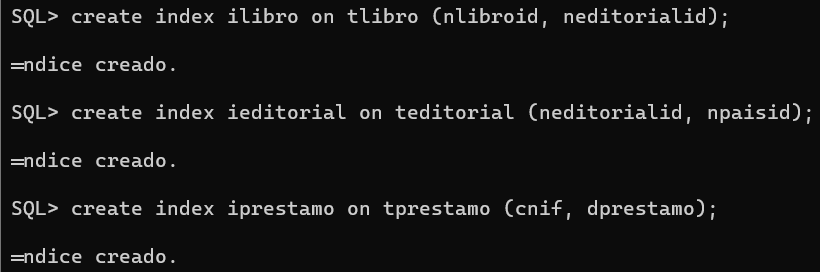 SQL> create index ilibro on tlibro (nlibroid, neditorialid);
═ndice creado.
SQL> create index ieditorial on teditorial (neditorialid, npaisid);
═ndice creado.
SQL> create index iprestamo on tprestamo (cnif, dprestamo);
═ndice creado.